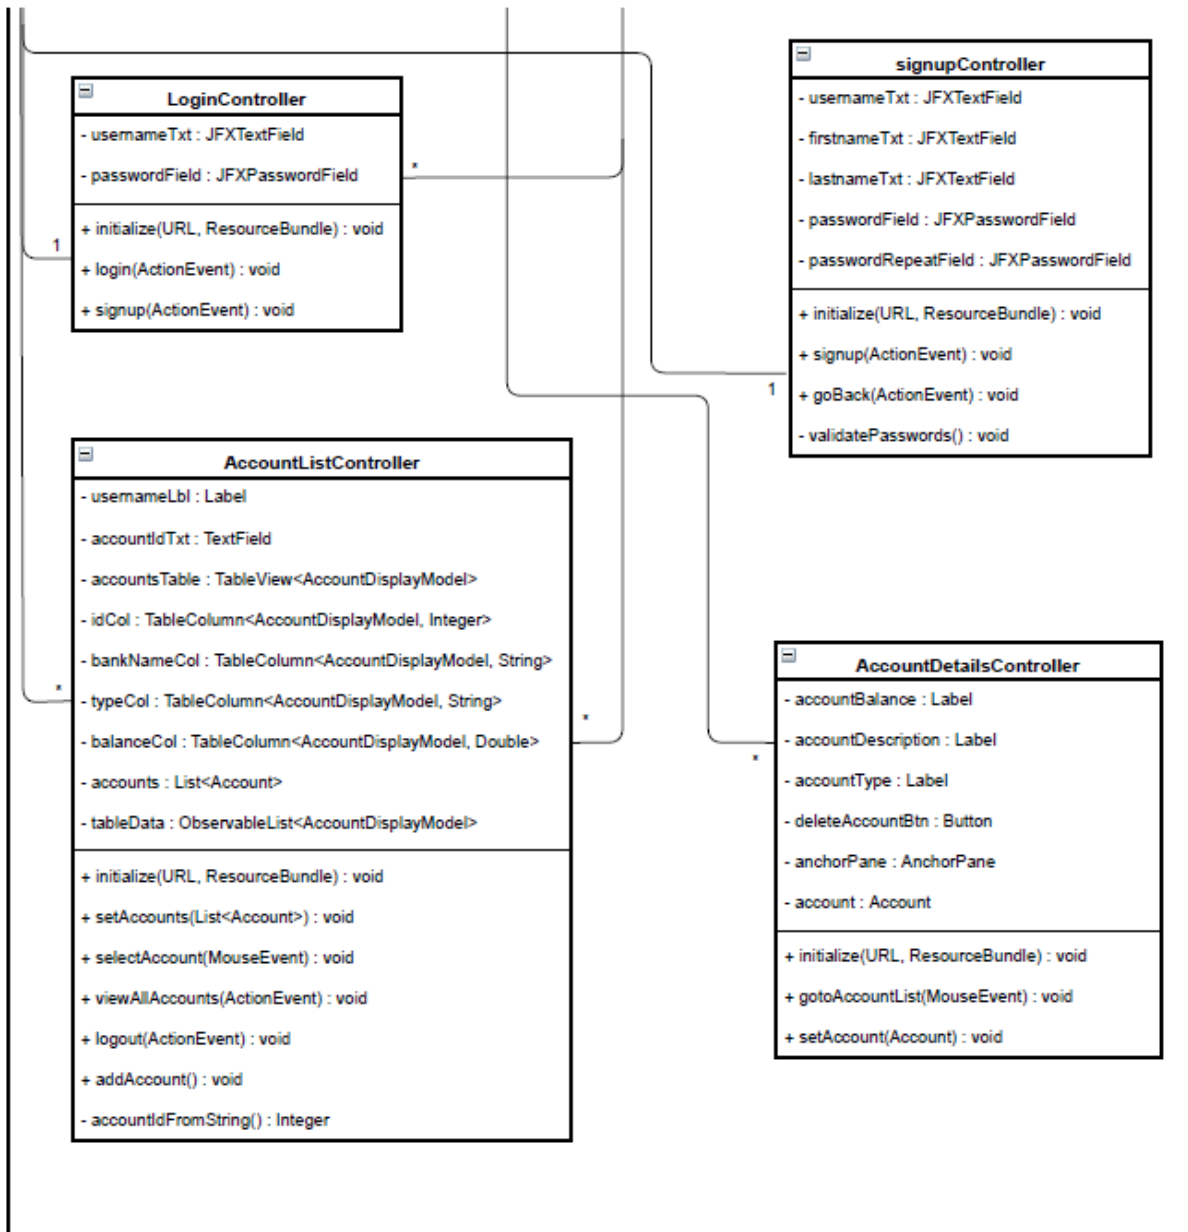 LoginController
- usernameTxt : JFXTextField
- passwordField : JFXPasswordField
+ initialize(URL, ResourceBundle) : void
+ login(ActionEvent) : void
+ signup(ActionEvent) : void
*
1
signupController
- usernameTxt : JFXTextField
- firstnameTxt : JFXTextField
- lastnameTxt : JFXTextField
- passwordField : JFXPasswordField
- passwordRepeatField : JFXPasswordField
+ initialize(URL, ResourceBundle) : void
+ signup(ActionEvent) : void
+ goBack(ActionEvent) : void
- validatePasswords() : void
1
AccountListController
- usernameLbl : Label
- accountIdTxt : TextField
- accountsTable : TableView<AccountDisplayModel>
- idCol : TableColumn<AccountDisplayModel, Integer>
- bankNameCol : TableColumn<AccountDisplayModel, String>
- typeCol : TableColumn<AccountDisplayModel, String>
- balanceCol : TableColumn<AccountDisplayModel, Double>
- accounts : List<Account>
- tableData : ObservableList<AccountDisplayModel>
+ initialize(URL, ResourceBundle) : void
+ setAccounts(List<Account>) : void
+ selectAccount(MouseEvent) : void
+ viewAllAccounts(ActionEvent) : void
+ logout(ActionEvent) : void
+ addAccount() : void
- accountIdFromString() : Integer
*
*
AccountDetailsController
- accountBalance : Label
- accountDescription : Label
- accountType : Label
- deleteAccountBtn : Button
- anchorPane : AnchorPane
- account : Account
+ initialize(URL, ResourceBundle) : void
+ gotoAccountList(MouseEvent) : void
+ setAccount(Account) : void
*